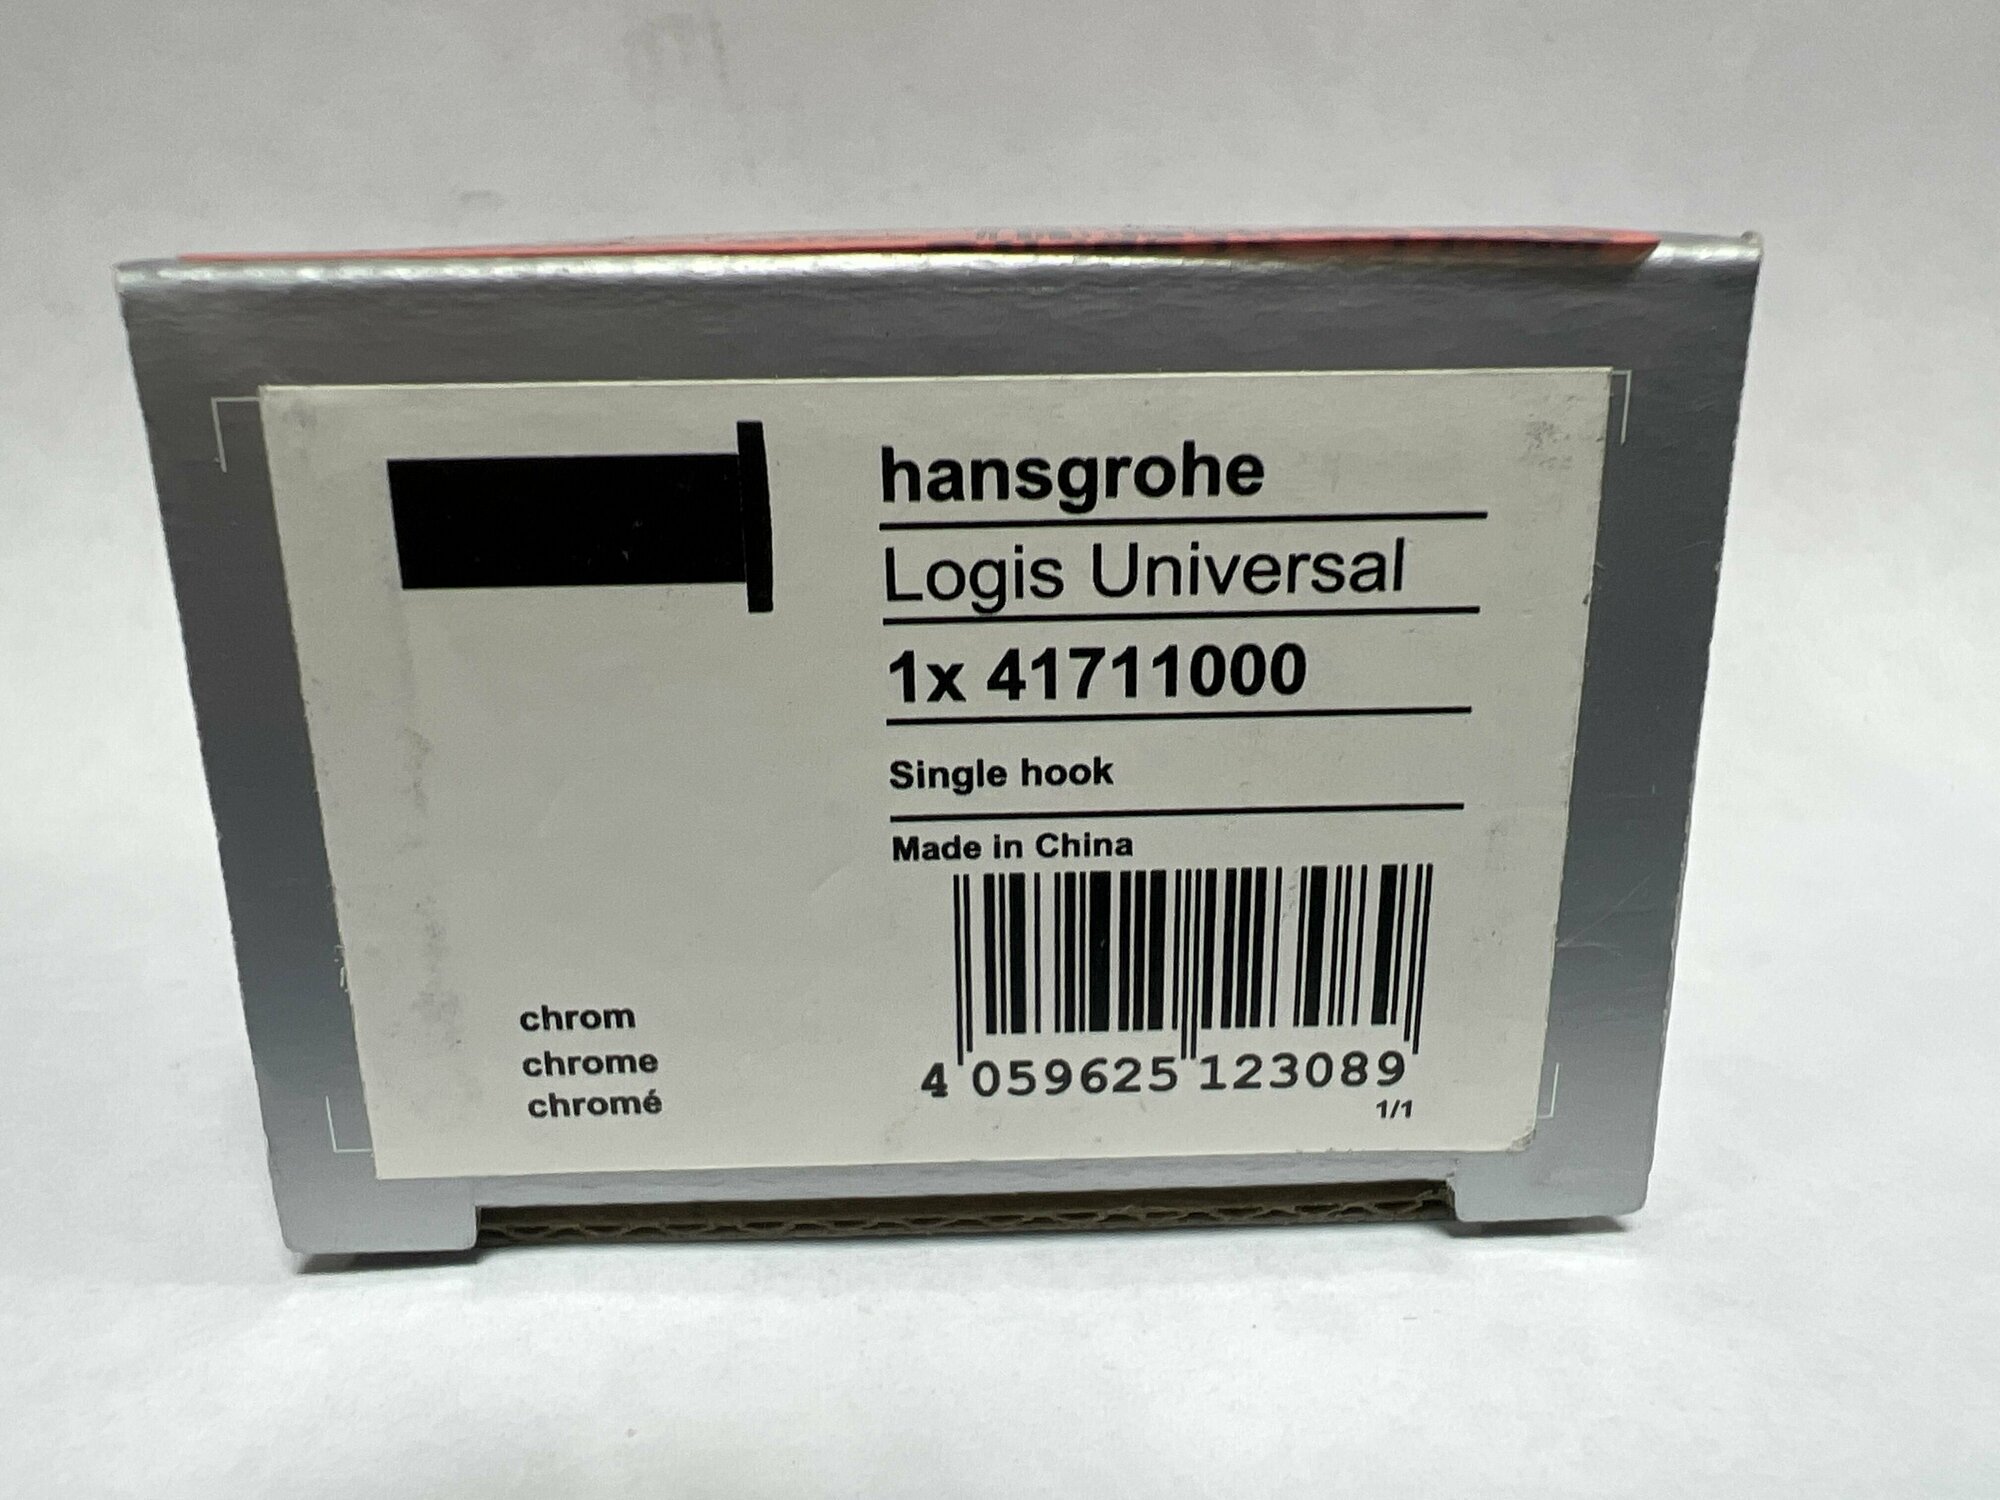 hansgrohe
Logis Universal
1x 41711000
Single hook
Made in China
4 059625 123089
1/1
chrom
chrome
chromé